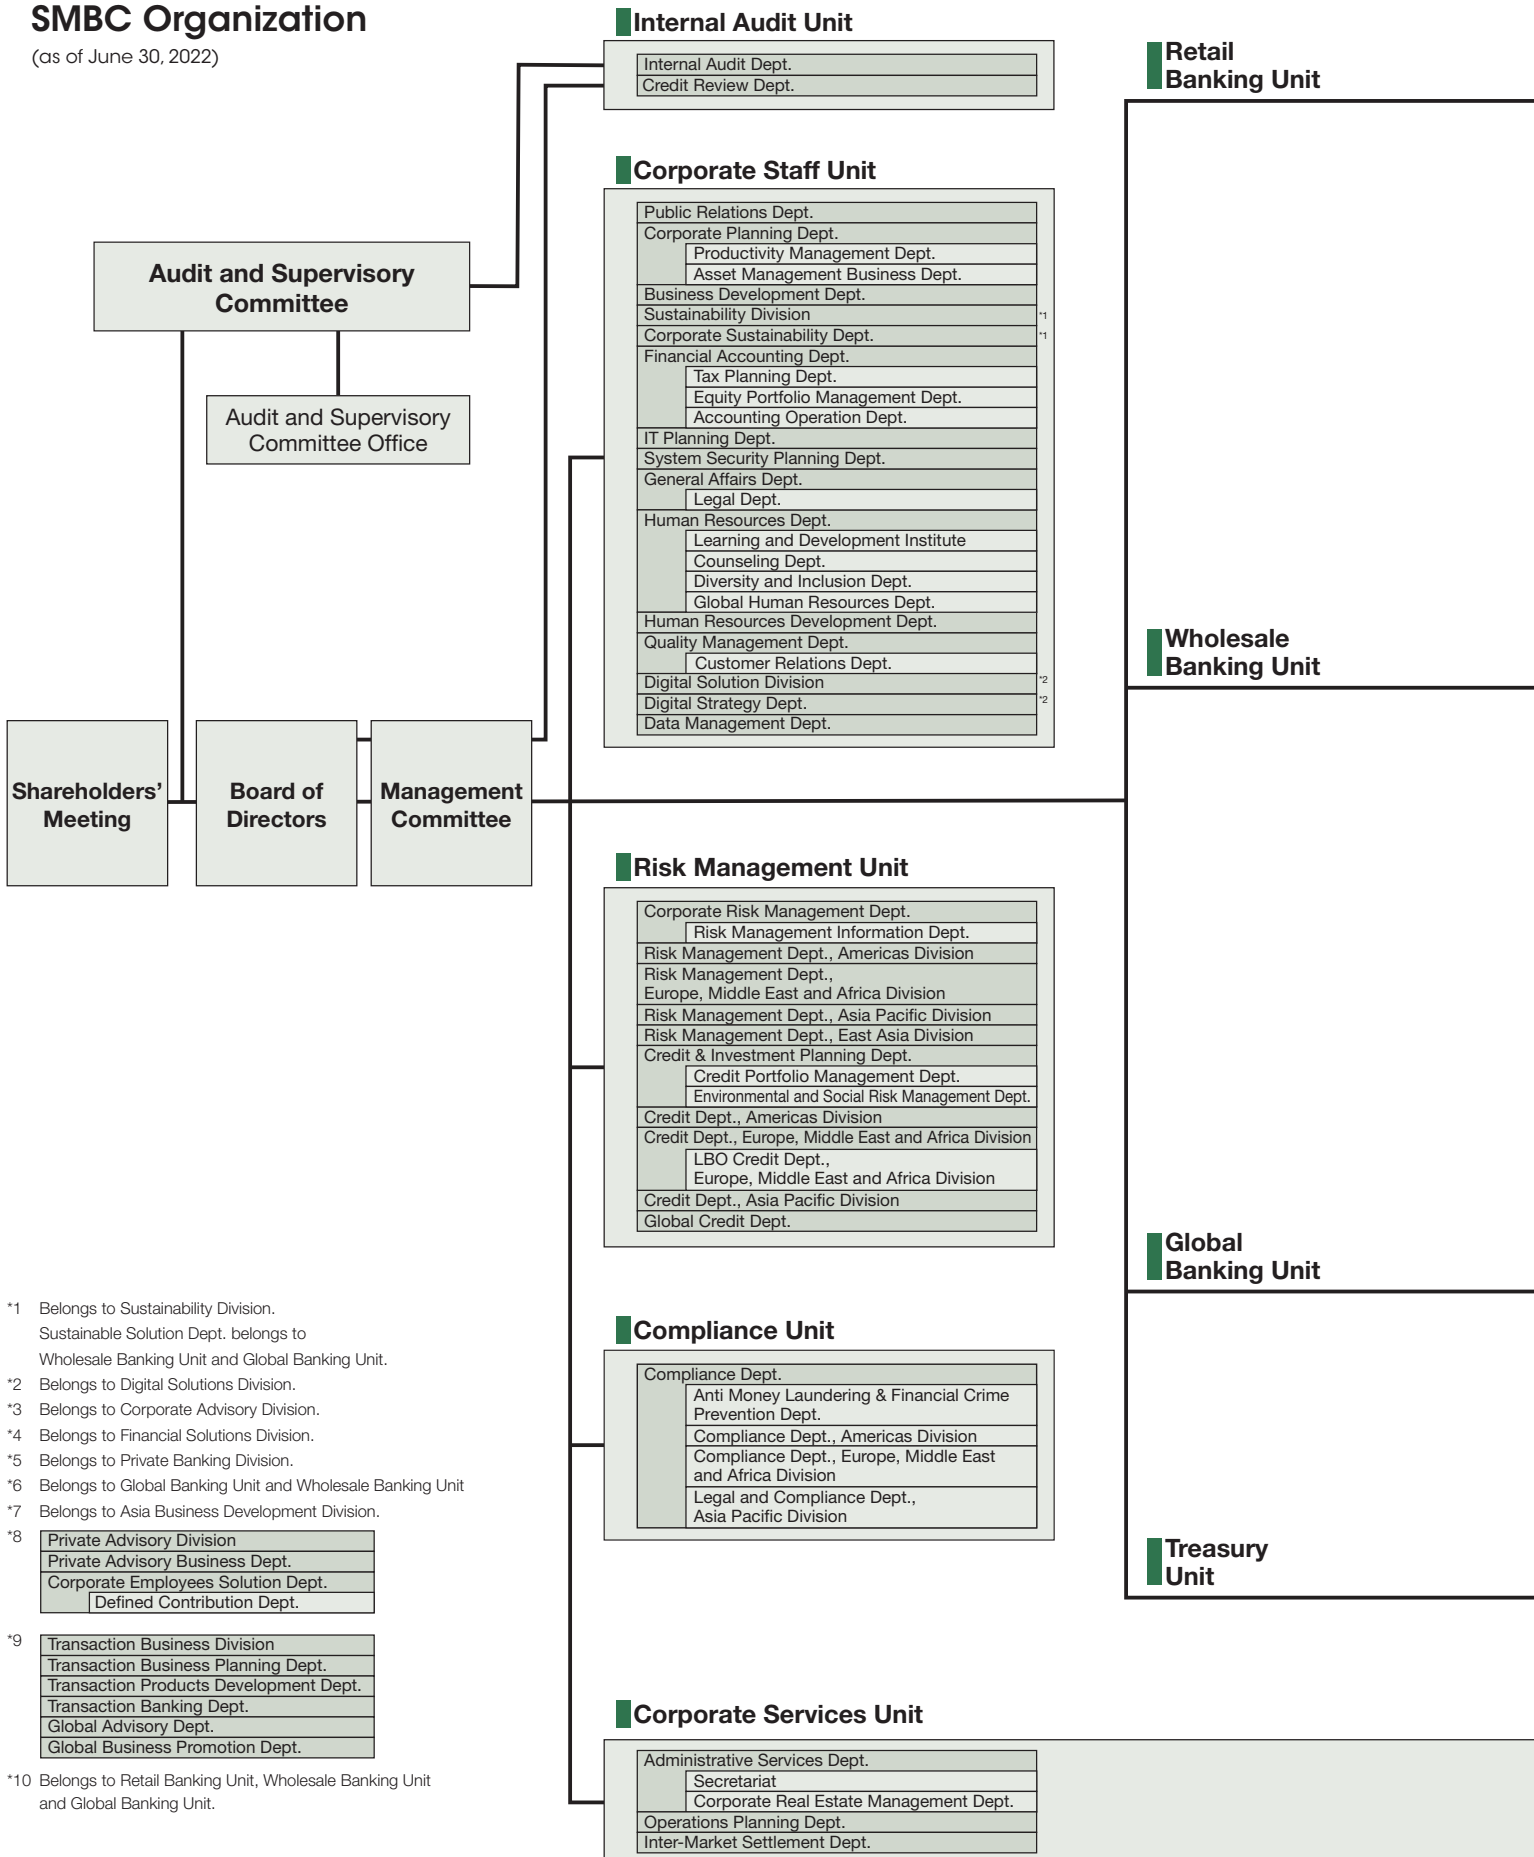 SMBC Organization
(as of June 30, 2022)
Internal Audit Unit
Internal Audit Dept.
Credit Review Dept.
Corporate Staff Unit
Public Relations Dept.
Corporate Planning Dept.
Productivity Management Dept.
Asset Management Business Dept.
Business Development Dept.
Sustainability Division *1
Corporate Sustainability Dept. *1
Financial Accounting Dept.
Tax Planning Dept.
Equity Portfolio Management Dept.
Accounting Operation Dept.
IT Planning Dept.
System Security Planning Dept.
General Affairs Dept.
Legal Dept.
Human Resources Dept.
Learning and Development Institute
Counseling Dept.
Diversity and Inclusion Dept.
Global Human Resources Dept.
Human Resources Development Dept.
Quality Management Dept.
Customer Relations Dept.
Digital Solution Division *2
Digital Strategy Dept. *2
Data Management Dept.
Audit and Supervisory
Committee
Audit and Supervisory
Committee Office
Shareholders'
Meeting
Board of
Directors
Management
Committee
Risk Management Unit
Corporate Risk Management Dept.
Risk Management Information Dept.
Risk Management Dept., Americas Division
Risk Management Dept.,
Europe, Middle East and Africa Division
Risk Management Dept., Asia Pacific Division
Risk Management Dept., East Asia Division
Credit & Investment Planning Dept.
Credit Portfolio Management Dept.
Environmental and Social Risk Management Dept.
Credit Dept., Americas Division
Credit Dept., Europe, Middle East and Africa Division
LBO Credit Dept.,
Europe, Middle East and Africa Division
Credit Dept., Asia Pacific Division
Global Credit Dept.
Compliance Unit
Compliance Dept.
Anti Money Laundering & Financial Crime
Prevention Dept.
Compliance Dept., Americas Division
Compliance Dept., Europe, Middle East
and Africa Division
Legal and Compliance Dept.,
Asia Pacific Division
Corporate Services Unit
Administrative Services Dept.
Secretariat
Corporate Real Estate Management Dept.
Operations Planning Dept.
Inter-Market Settlement Dept.
Retail
Banking Unit
Wholesale
Banking Unit
Global
Banking Unit
Treasury
Unit
*1 Belongs to Sustainability Division.
Sustainable Solution Dept. belongs to
Wholesale Banking Unit and Global Banking Unit.
*2 Belongs to Digital Solutions Division.
*3 Belongs to Corporate Advisory Division.
*4 Belongs to Financial Solutions Division.
*5 Belongs to Private Banking Division.
*6 Belongs to Global Banking Unit and Wholesale Banking Unit
*7 Belongs to Asia Business Development Division.
*8 Private Advisory Division
Private Advisory Business Dept.
Corporate Employees Solution Dept.
Defined Contribution Dept.
*9 Transaction Business Division
Transaction Business Planning Dept.
Transaction Products Development Dept.
Transaction Banking Dept.
Global Advisory Dept.
Global Business Promotion Dept.
*10 Belongs to Retail Banking Unit, Wholesale Banking Unit
and Global Banking Unit.